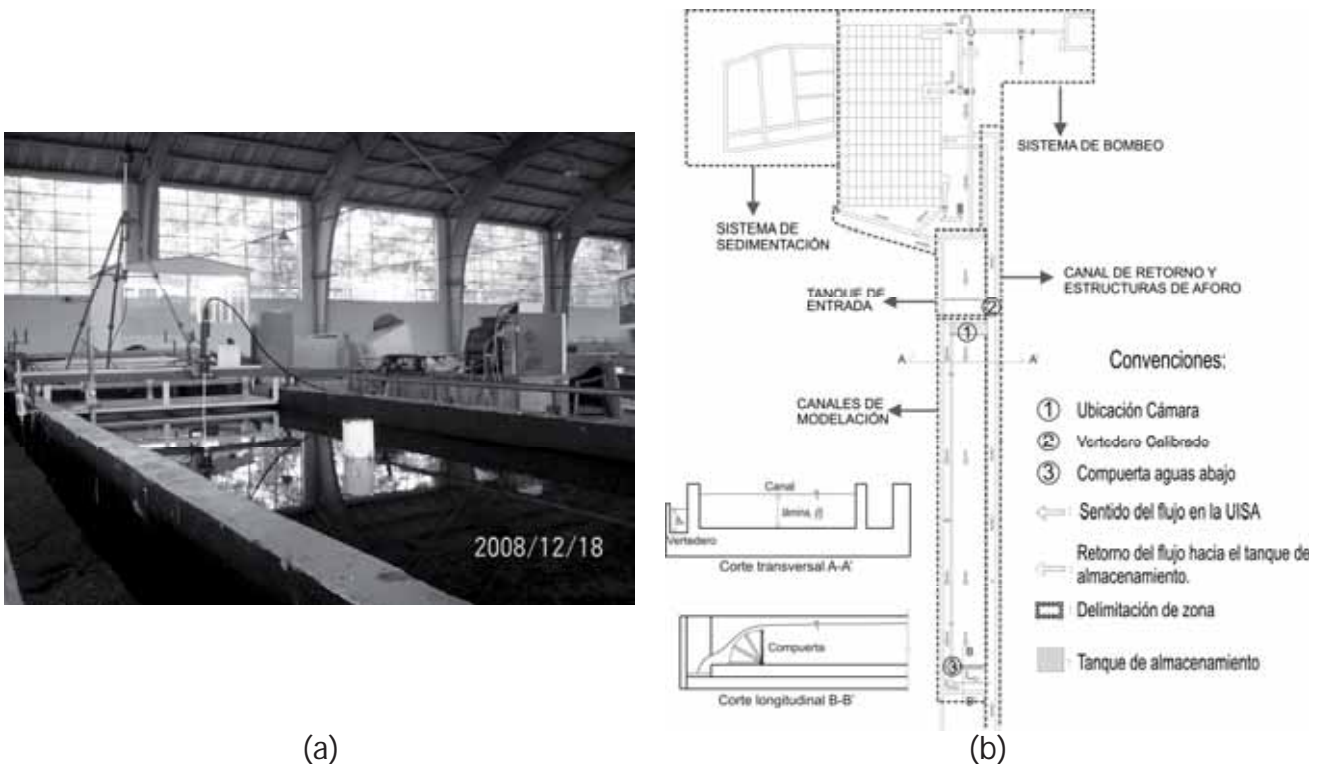 2008/12/18
(a)
SISTEMA DE BOMBEO
SISTEMA DE
SEDIMENTACIÓN
CANAL DE RETORNO Y
ESTRUCTURAS DE AFORO
TANQUE DE
ENTRADA
2
1
A
A'
CANALES DE
MODELACIÓN
Convenciones:
1 Ubicación Cámara
2 Vertedero Calibrado
3 Compuerta aguas abajo
Sentido del flujo en la UISA
Retorno del flujo hacia el tanque de
almacenamiento.
Delimitación de zona
Tanque de almacenamiento
Canal
lámina,
h
Vertedero
Corte transversal A-A'
Compuerta
Corte longitudinal B-B'
3
B
B'
(b)